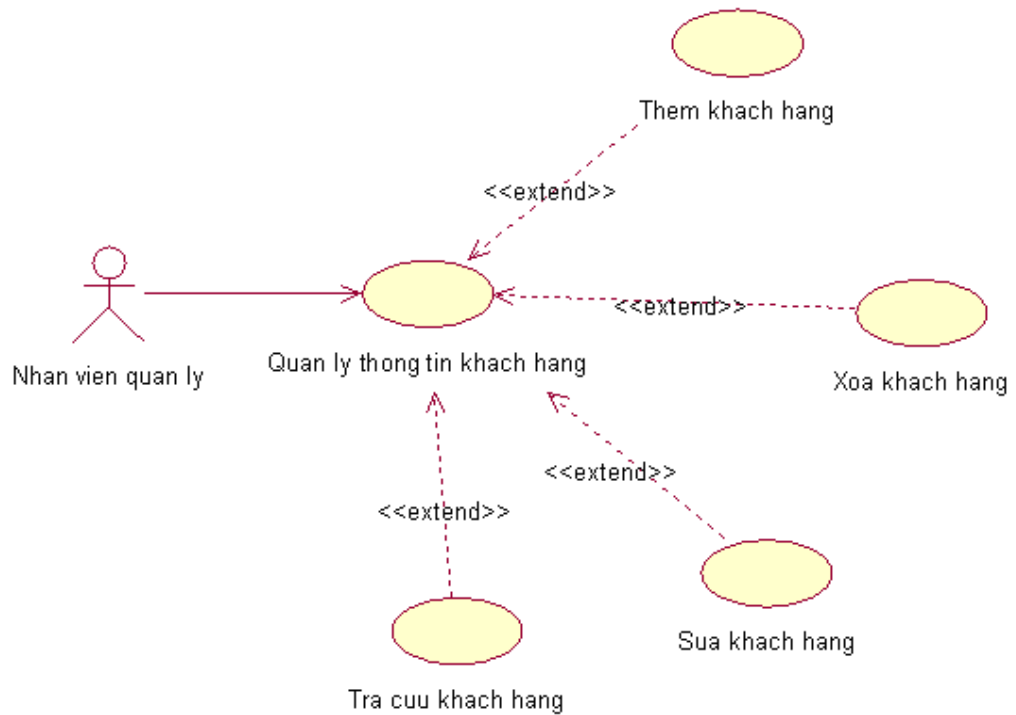 Them khach hang
<<extend>>
<<extend>>
Nhan vien quan ly
Quan ly thong tin khach hang
Xoa khach hang
<<extend>>
<<extend>>
Sua khach hang
Tra cuu khach hang